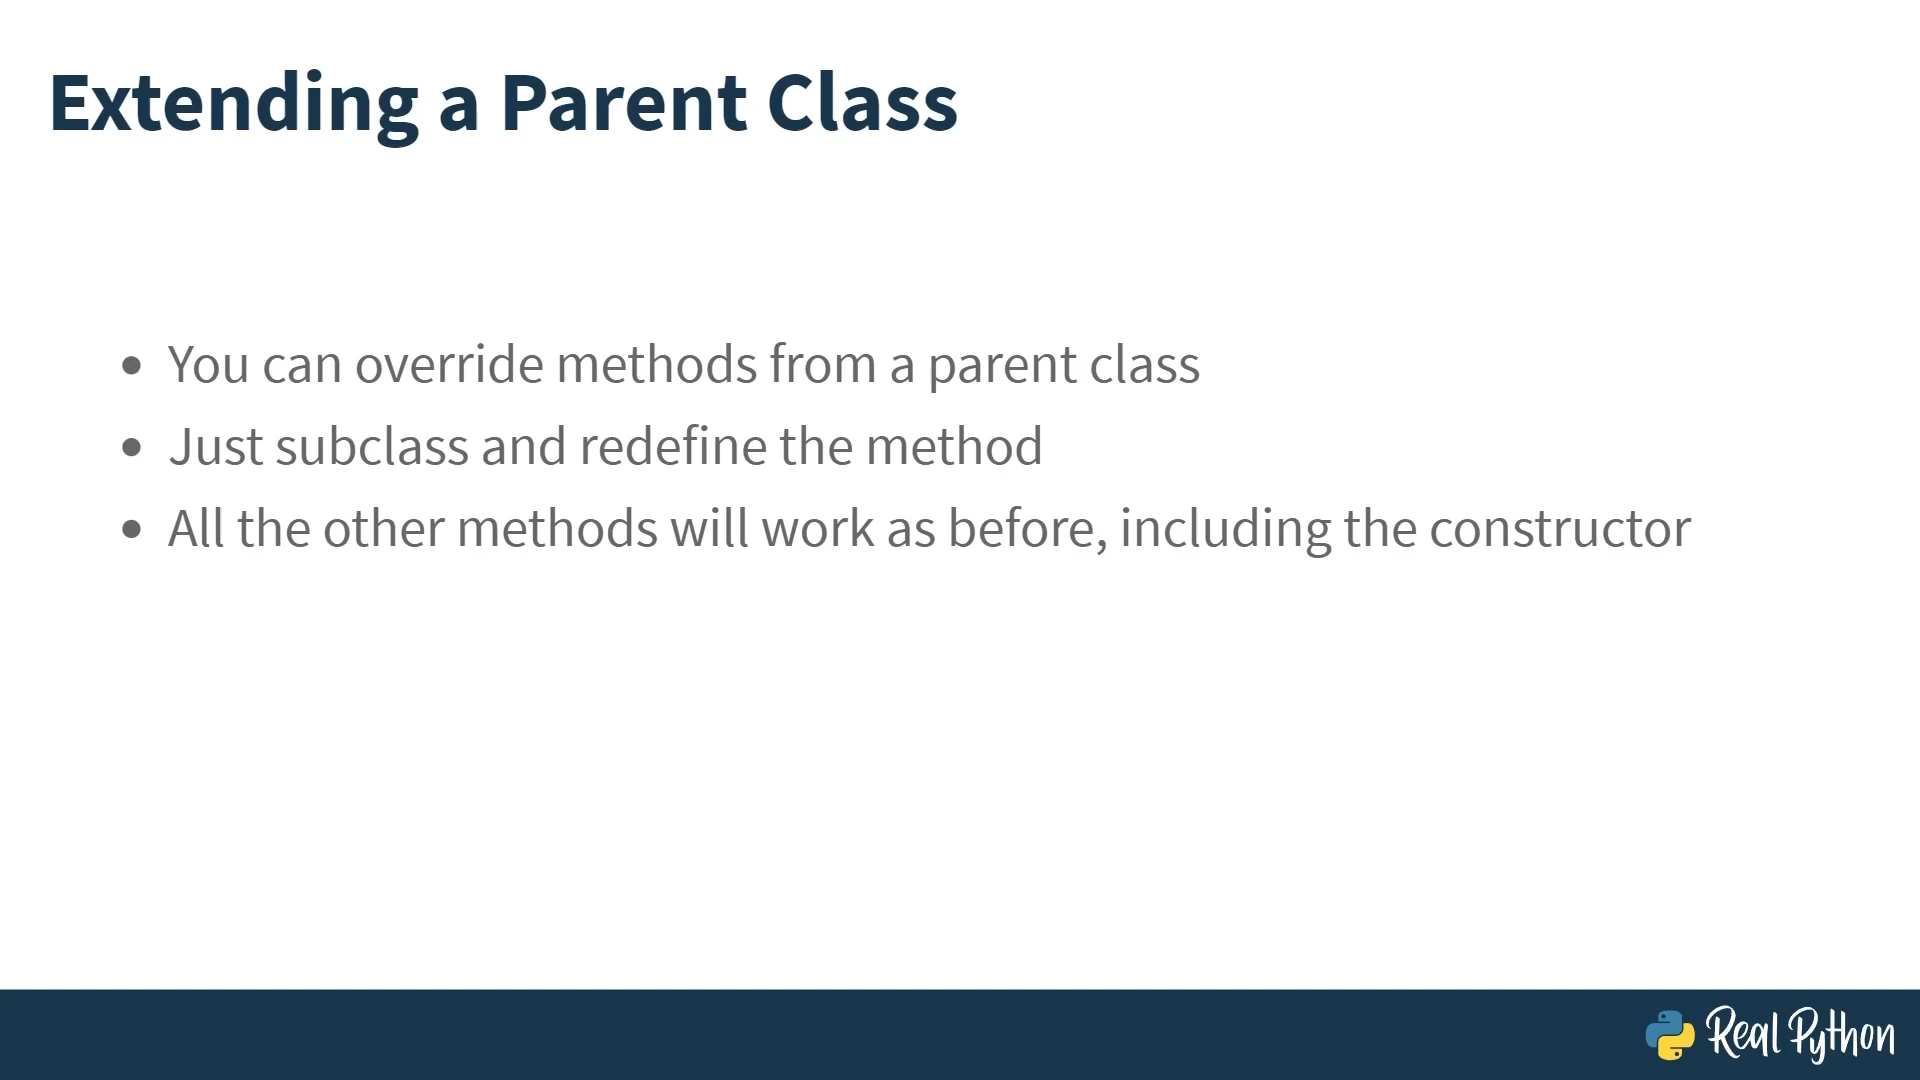 Extending a Parent Class
• You can override methods from a parent class
• Just subclass and redefine the method
• All the other methods will work as before, including the constructor
Real Python